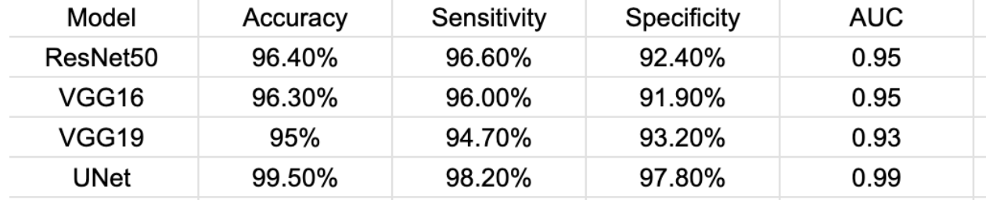 Model Accuracy Sensitivity Specificity AUC
ResNet50 96.40% 96.60% 92.40% 0.95
VGG16 96.30% 96.00% 91.90% 0.95
VGG19 95% 94.70% 93.20% 0.93
UNet 99.50% 98.20% 97.80% 0.99